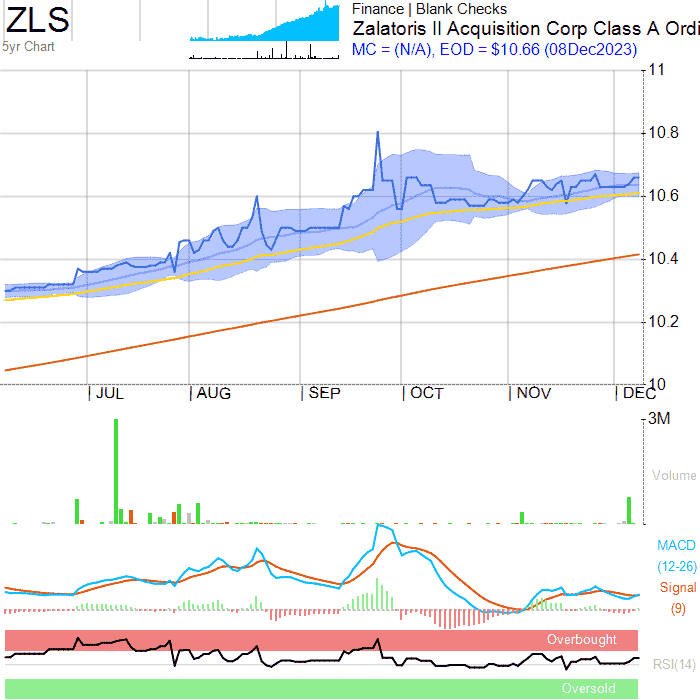 ZLS
5yr Chart
Finance | Blank Checks
Zalatoris II Acquisition Corp Class A Ordi
MC = (N/A), EOD = $10.66 (08Dec2023)
11
10.8
10.6
10.4
10.2
10
JUL AUG SEP OCT NOV DEC
3M
Volume
MACD
(12-26)
Signal
(9)
Overbought
RSI(14)
Oversold